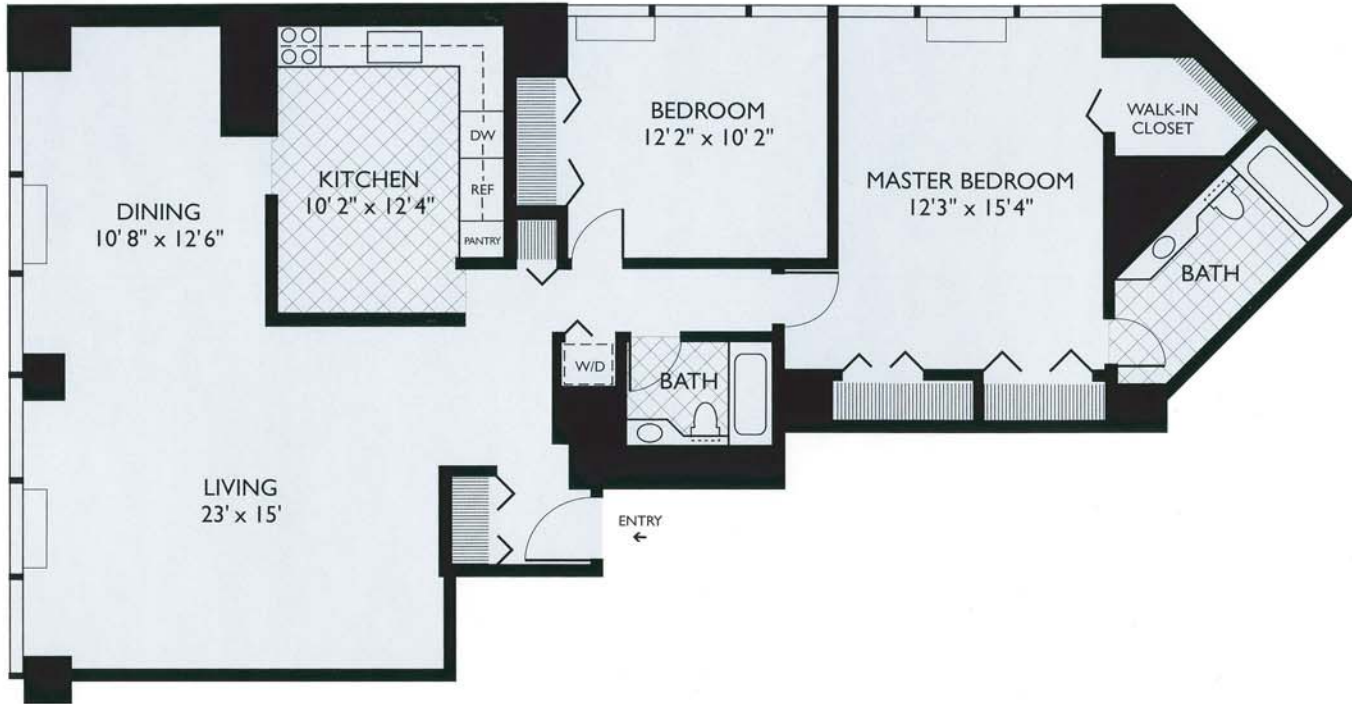 BEDROOM
12' 2" x 10' 2"
WALK-IN
CLOSET
DW
REF
PANTRY
KITCHEN
10' 2" x 12'4"
MASTER BEDROOM
12'3" x 15'4"
DINING
10' 8" x 12'6"
BATH
W/D
BATH
LIVING
23' x 15'
ENTRY
←